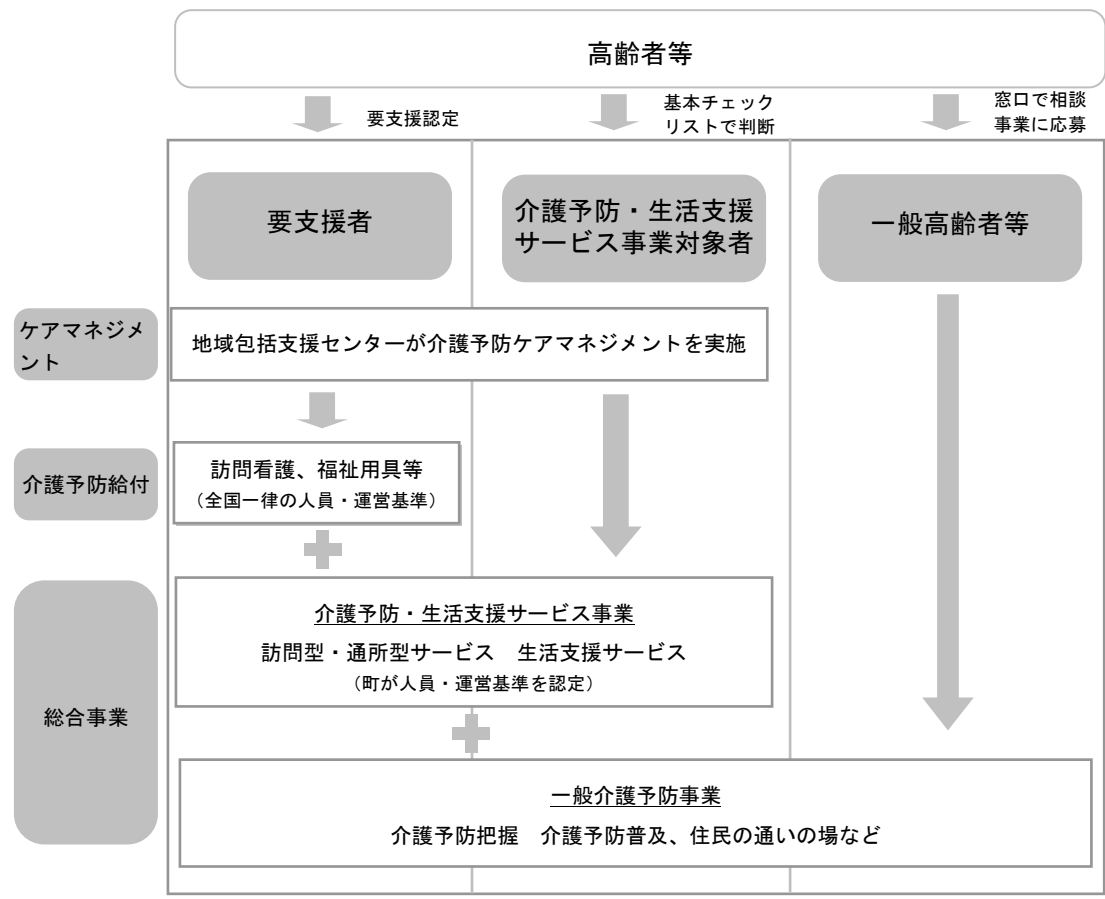 高齢者等
要支援認定
基本チェック
リストで判断
窓口で相談
事業に応募
要支援者
介護予防・生活支援
サービス事業対象者
一般高齢者等
ケアマネジメ
ント
地域包括支援センターが介護予防ケアマネジメントを実施
介護予防給付
訪問看護、福祉用具等
（全国一律の人員・運営基準）
総合事業
介護予防・生活支援サービス事業
訪問型・通所型サービス　生活支援サービス
（町が人員・運営基準を認定）
一般介護予防事業
介護予防把握　介護予防普及、住民の通いの場など